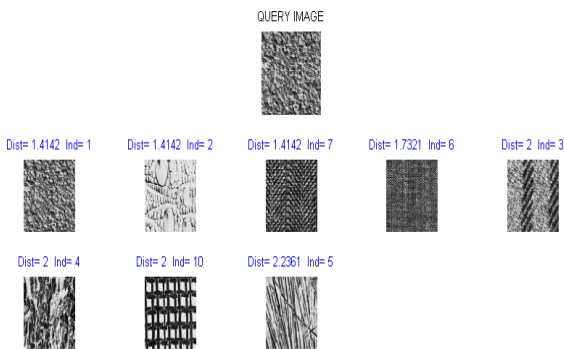 QUERY IMAGE
Dist= 1.4142 Ind= 1
Dist= 1.4142 Ind= 2
Dist= 1.4142 Ind= 7
Dist= 1.7321 Ind= 6
Dist= 2 Ind= 3
Dist= 2 Ind= 4
Dist= 2 Ind= 10
Dist= 2.2361 Ind= 5